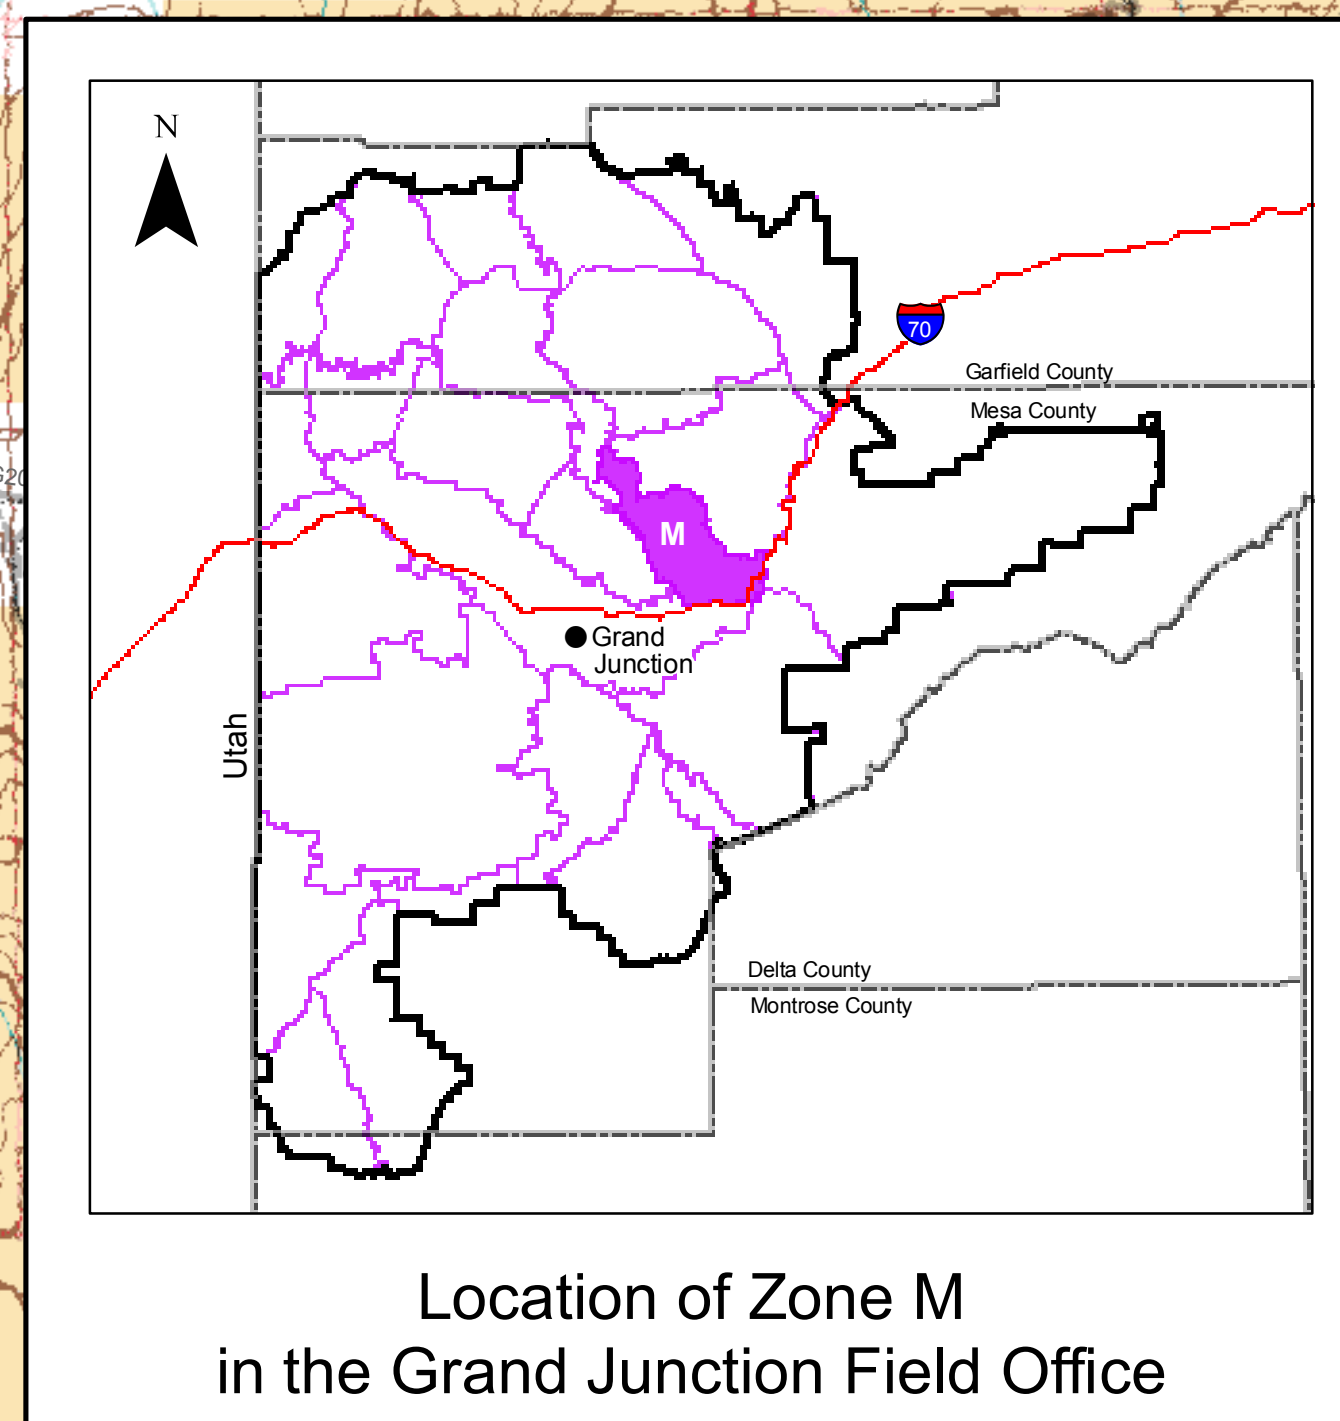 N
70
Garfield County
Mesa County
M
Grand
Junction
Utah
Delta County
Montrose County
Location of Zone M
in the Grand Junction Field Office